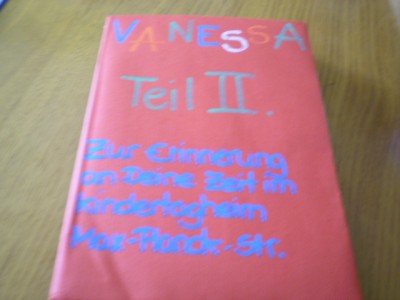 VANESSA
Teil II.
Zur Erinnerung
an Deine Zeit im
Kindertagheim
Max-Planck-Str.